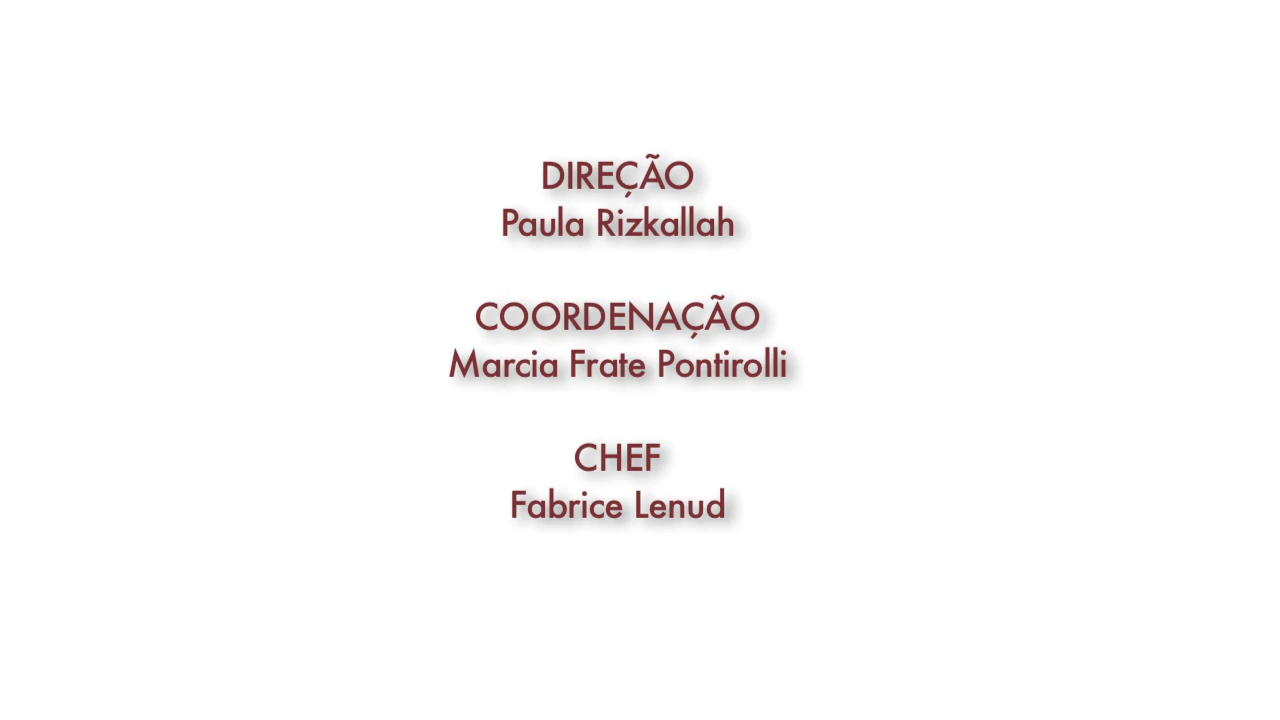 DIREÇÃO
Paula Rizkallah
COORDENAÇÃO
Marcia Frate Pontirolli
CHEF
Fabrice Lenud